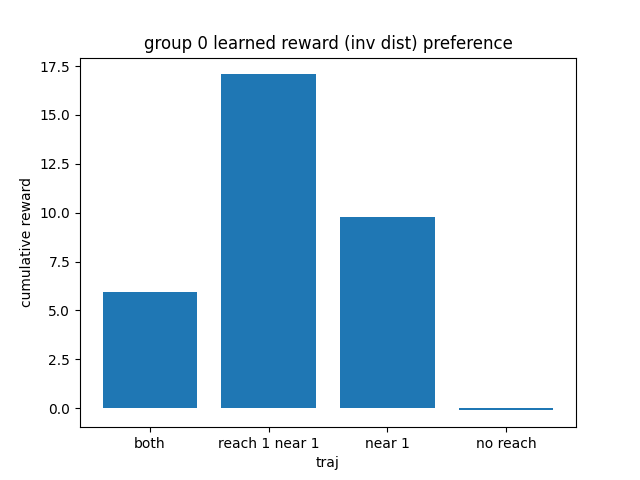 group 0 learned reward (inv dist) preference
17.5
15.0
12.5
10.0
7.5
5.0
2.5
0.0
cumulative reward
both
reach 1 near 1
near 1
no reach
traj